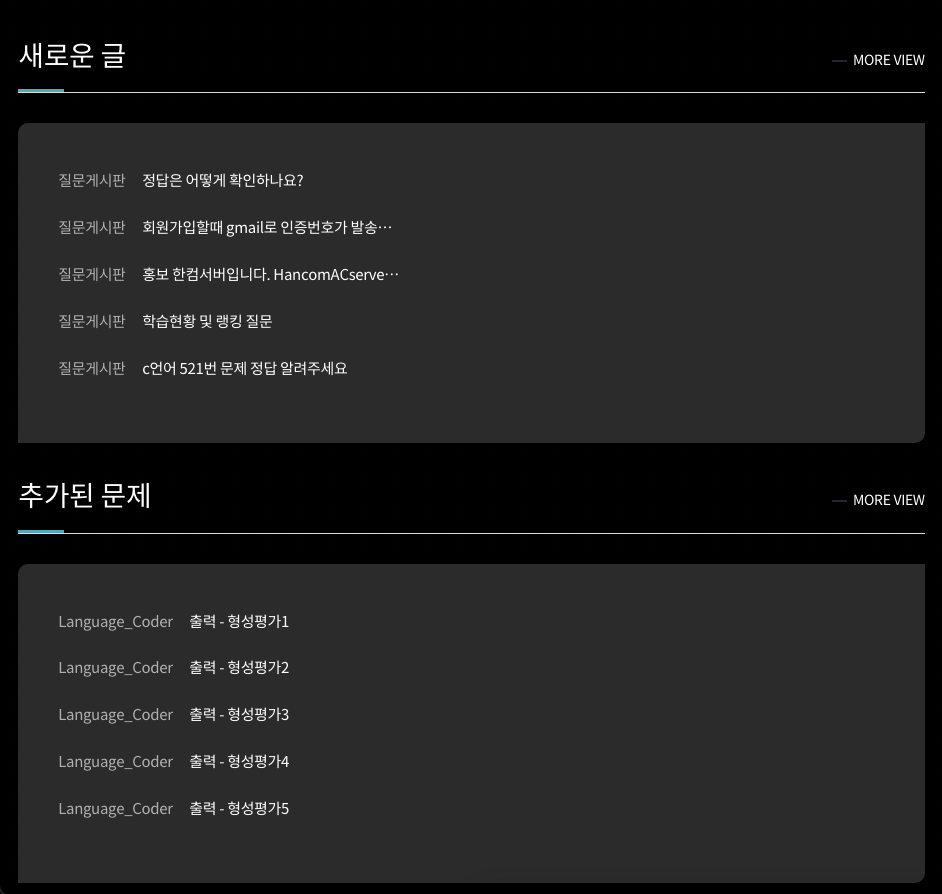 새로운 글
MORE VIEW
질문게시판 정답은 어떻게 확인하나요?
질문게시판 회원가입할때 gmail로 인증번호가 발송…
질문게시판 홍보 한컴서버입니다. HancomACserve…
질문게시판 학습현황 및 랭킹 질문
질문게시판 c언어 521번 문제 정답 알려주세요
추가된 문제
MORE VIEW
Language_Coder 출력 - 형성평가1
Language_Coder 출력 - 형성평가2
Language_Coder 출력 - 형성평가3
Language_Coder 출력 - 형성평가4
Language_Coder 출력 - 형성평가5